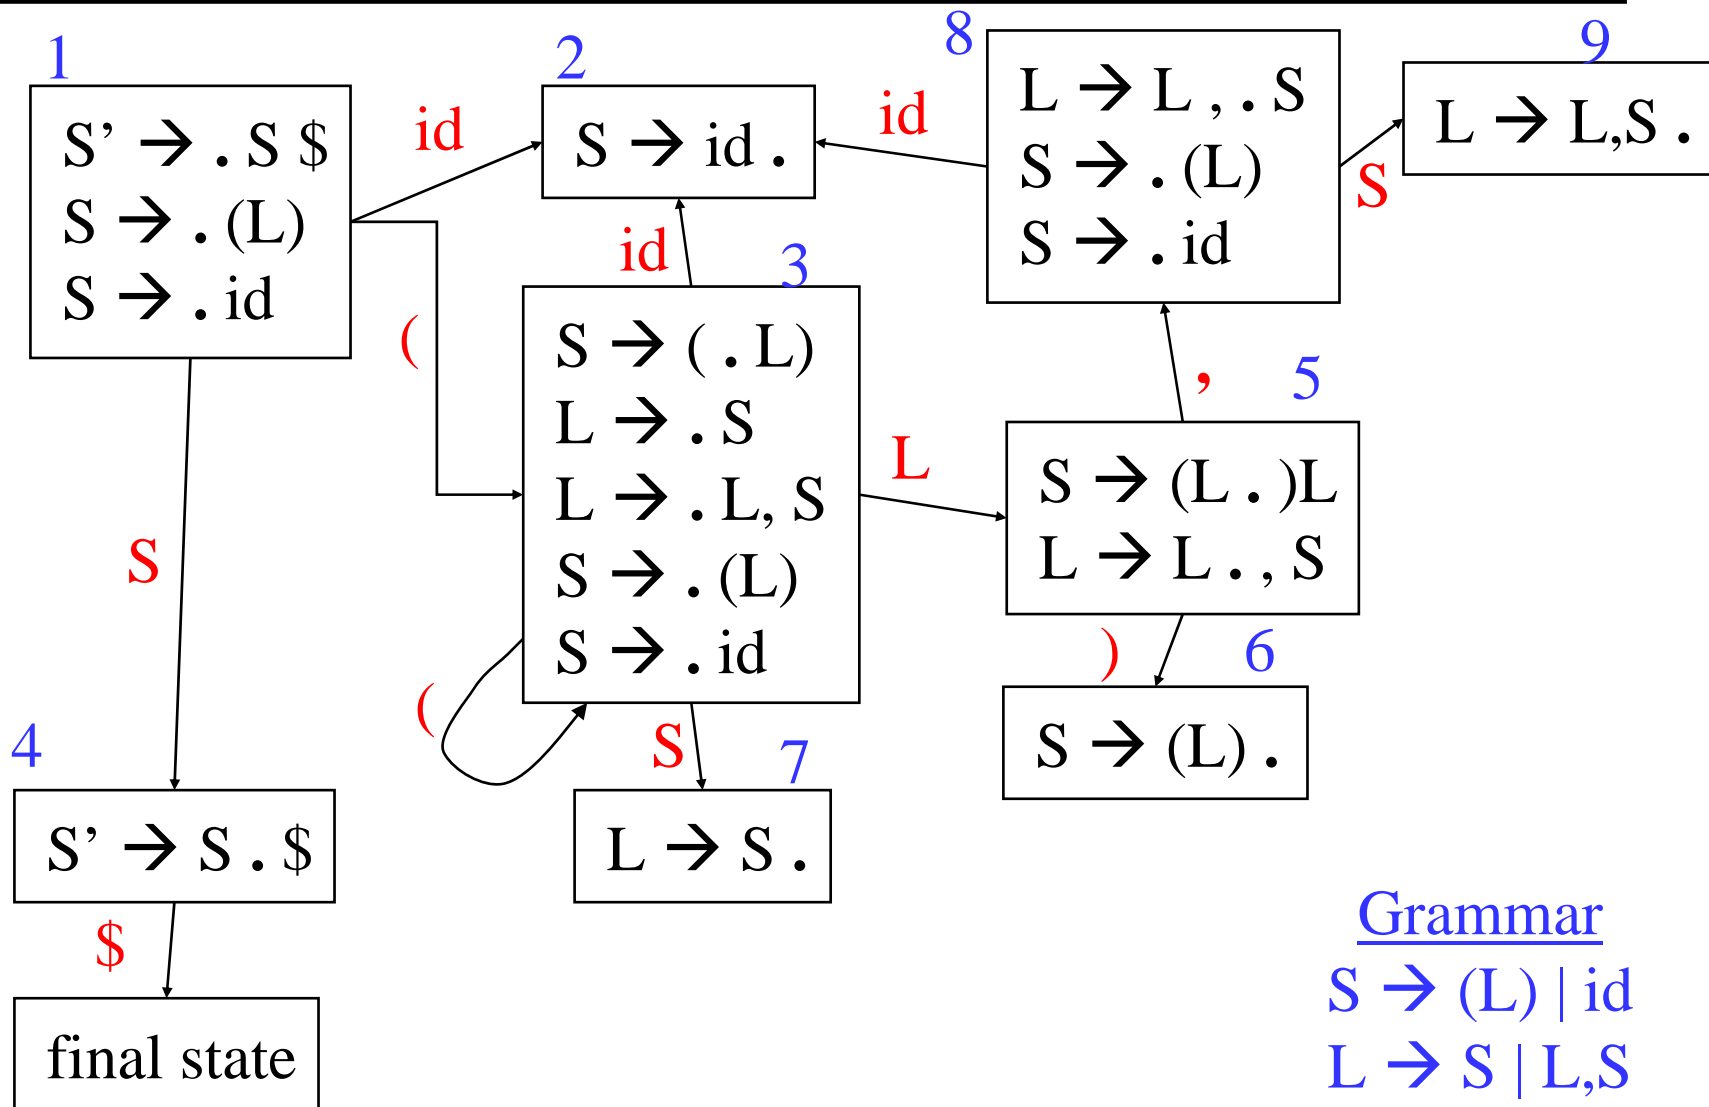 1
S’ → . S $
S → . (L)
S → . id
id
2
S → id .
id
8
L → L , . S
S → . (L)
S → . id
9
L → L,S .
S
(
id
3
S → ( . L)
L → . S
L → . L, S
S → . (L)
S → . id
L
,
5
S → (L . )L
L → L . , S
S
)
6
S → (L) .
(
S
7
L → S .
4
S’ → S . $
$
final state
Grammar
S → (L) | id
L → S | L,S